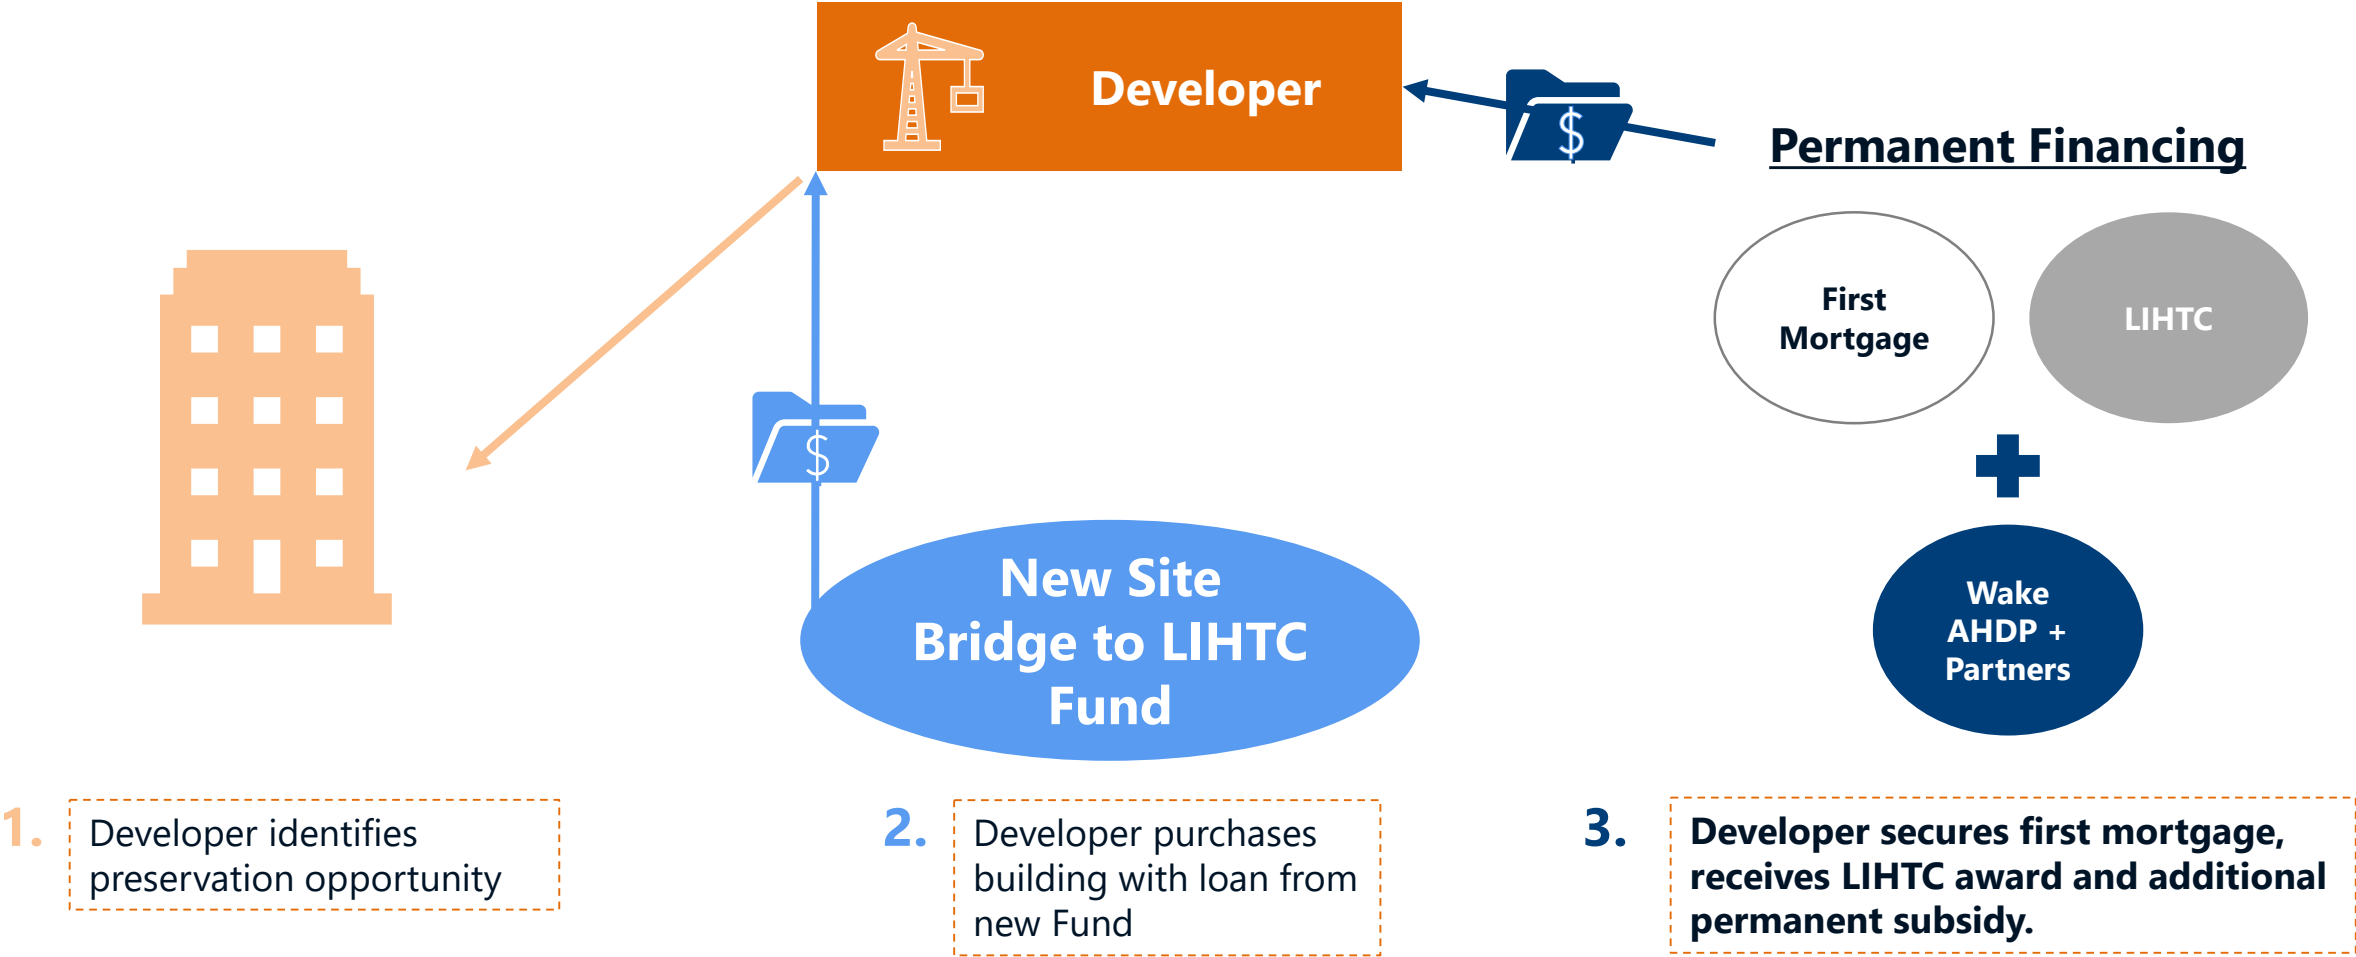 Developer
$
Permanent Financing
First
Mortgage
LIHTC
$
New Site
Bridge to LIHTC
Fund
Wake
AHDP +
Partners
1.
Developer identifies
preservation opportunity
2.
Developer purchases
building with loan from
new Fund
3.
Developer secures first mortgage,
receives LIHTC award and additional
permanent subsidy.